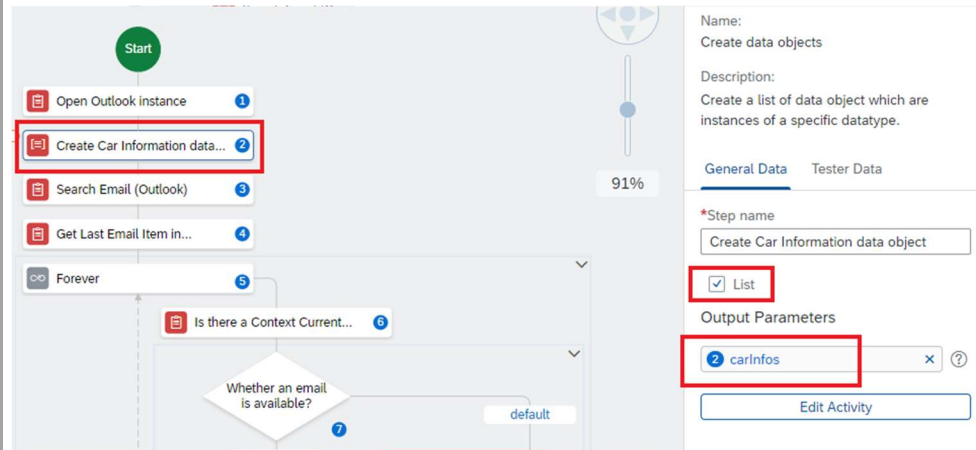 Start
Open Outlook instance
1
Create Car Information data...
2
Search Email (Outlook)
3
Get Last Email Item in...
4
Forever
5
Is there a Context Current...
6
Whether an email
is available?
7
default
91%
Name:
Create data objects
Description:
Create a list of data object which are
instances of a specific datatype.
General Data
Tester Data
*Step name
Create Car Information data object
List
Output Parameters
2 carInfos
Edit Activity